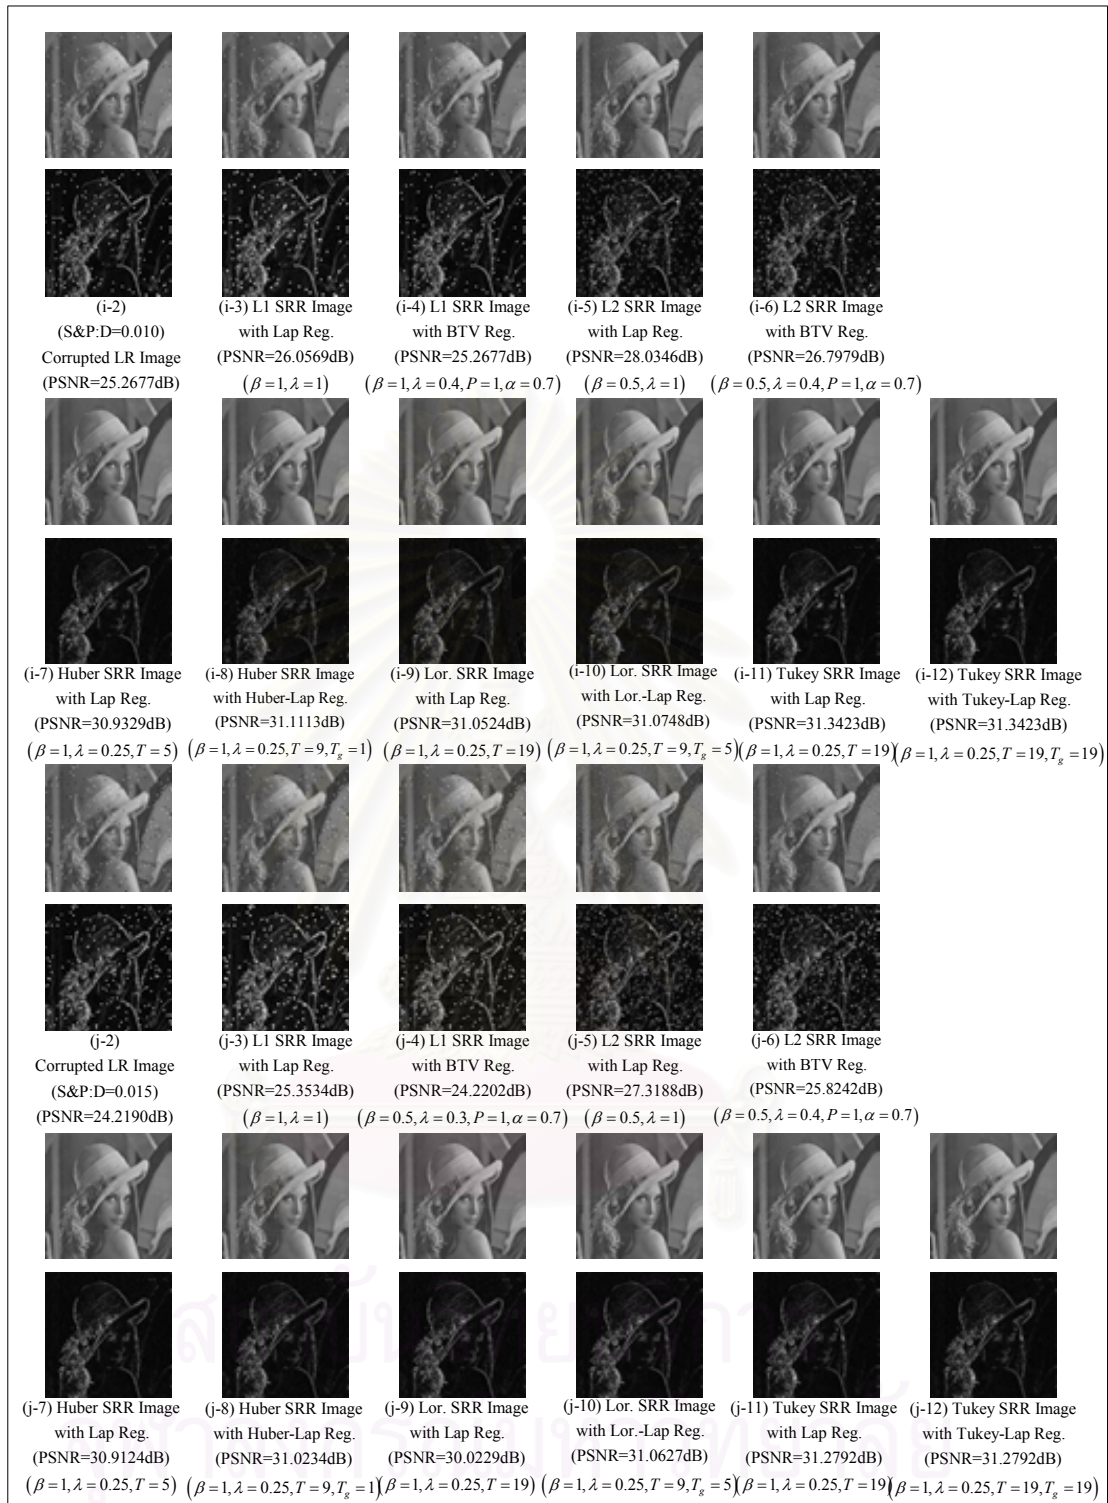 (i-2)
(S&P:D=0.010)
Corrupted LR Image
(PSNR=25.2677dB)
(i-3) L1 SRR Image
with Lap Reg.
(PSNR=26.0569dB)
(β=1,λ=1)
(i-4) L1 SRR Image
with BTV Reg.
(PSNR=25.2677dB)
(β=1,λ=0.4,P=1,α=0.7)
(i-5) L2 SRR Image
with Lap Reg.
(PSNR=28.0346dB)
(β=0.5,λ=1)
(i-6) L2 SRR Image
with BTV Reg.
(PSNR=26.7979dB)
(β=0.5,λ=0.4,P=1,α=0.7)
(i-7) Huber SRR Image
with Lap Reg.
(PSNR=30.9329dB)
(β=1,λ=0.25,T=5)
(i-8) Huber SRR Image
with Huber-Lap Reg.
(PSNR=31.1113dB)
(β=1,λ=0.25,T=9,T_g=1)
(i-9) Lor. SRR Image
with Lap Reg.
(PSNR=31.0524dB)
(β=1,λ=0.25,T=19)
(i-10) Lor. SRR Image
with Lor.-Lap Reg.
(PSNR=31.0748dB)
(β=1,λ=0.25,T=9,T_g=5)
(i-11) Tukey SRR Image
with Lap Reg.
(PSNR=31.3423dB)
(β=1,λ=0.25,T=19)
(i-12) Tukey SRR Image
with Tukey-Lap Reg.
(PSNR=31.3423dB)
(β=1,λ=0.25,T=19,T_g=19)
(j-2)
Corrupted LR Image
(S&P:D=0.015)
(PSNR=24.2190dB)
(j-3) L1 SRR Image
with Lap Reg.
(PSNR=25.3534dB)
(β=1,λ=1)
(j-4) L1 SRR Image
with BTV Reg.
(PSNR=24.2202dB)
(β=0.5,λ=0.3,P=1,α=0.7)
(j-5) L2 SRR Image
with Lap Reg.
(PSNR=27.3188dB)
(β=0.5,λ=1)
(j-6) L2 SRR Image
with BTV Reg.
(PSNR=25.8242dB)
(β=0.5,λ=0.4,P=1,α=0.7)
(j-7) Huber SRR Image
with Lap Reg.
(PSNR=30.9124dB)
(β=1,λ=0.25,T=5)
(j-8) Huber SRR Image
with Huber-Lap Reg.
(PSNR=31.0234dB)
(β=1,λ=0.25,T=9,T_g=1)
(j-9) Lor. SRR Image
with Lap Reg.
(PSNR=30.0229dB)
(β=1,λ=0.25,T=19)
(j-10) Lor. SRR Image
with Lor.-Lap Reg.
(PSNR=31.0627dB)
(β=1,λ=0.25,T=9,T_g=5)
(j-11) Tukey SRR Image
with Lap Reg.
(PSNR=31.2792dB)
(β=1,λ=0.25,T=19)
(j-12) Tukey SRR Image
with Tukey-Lap Reg.
(PSNR=31.2792dB)
(β=1,λ=0.25,T=19,T_g=19)